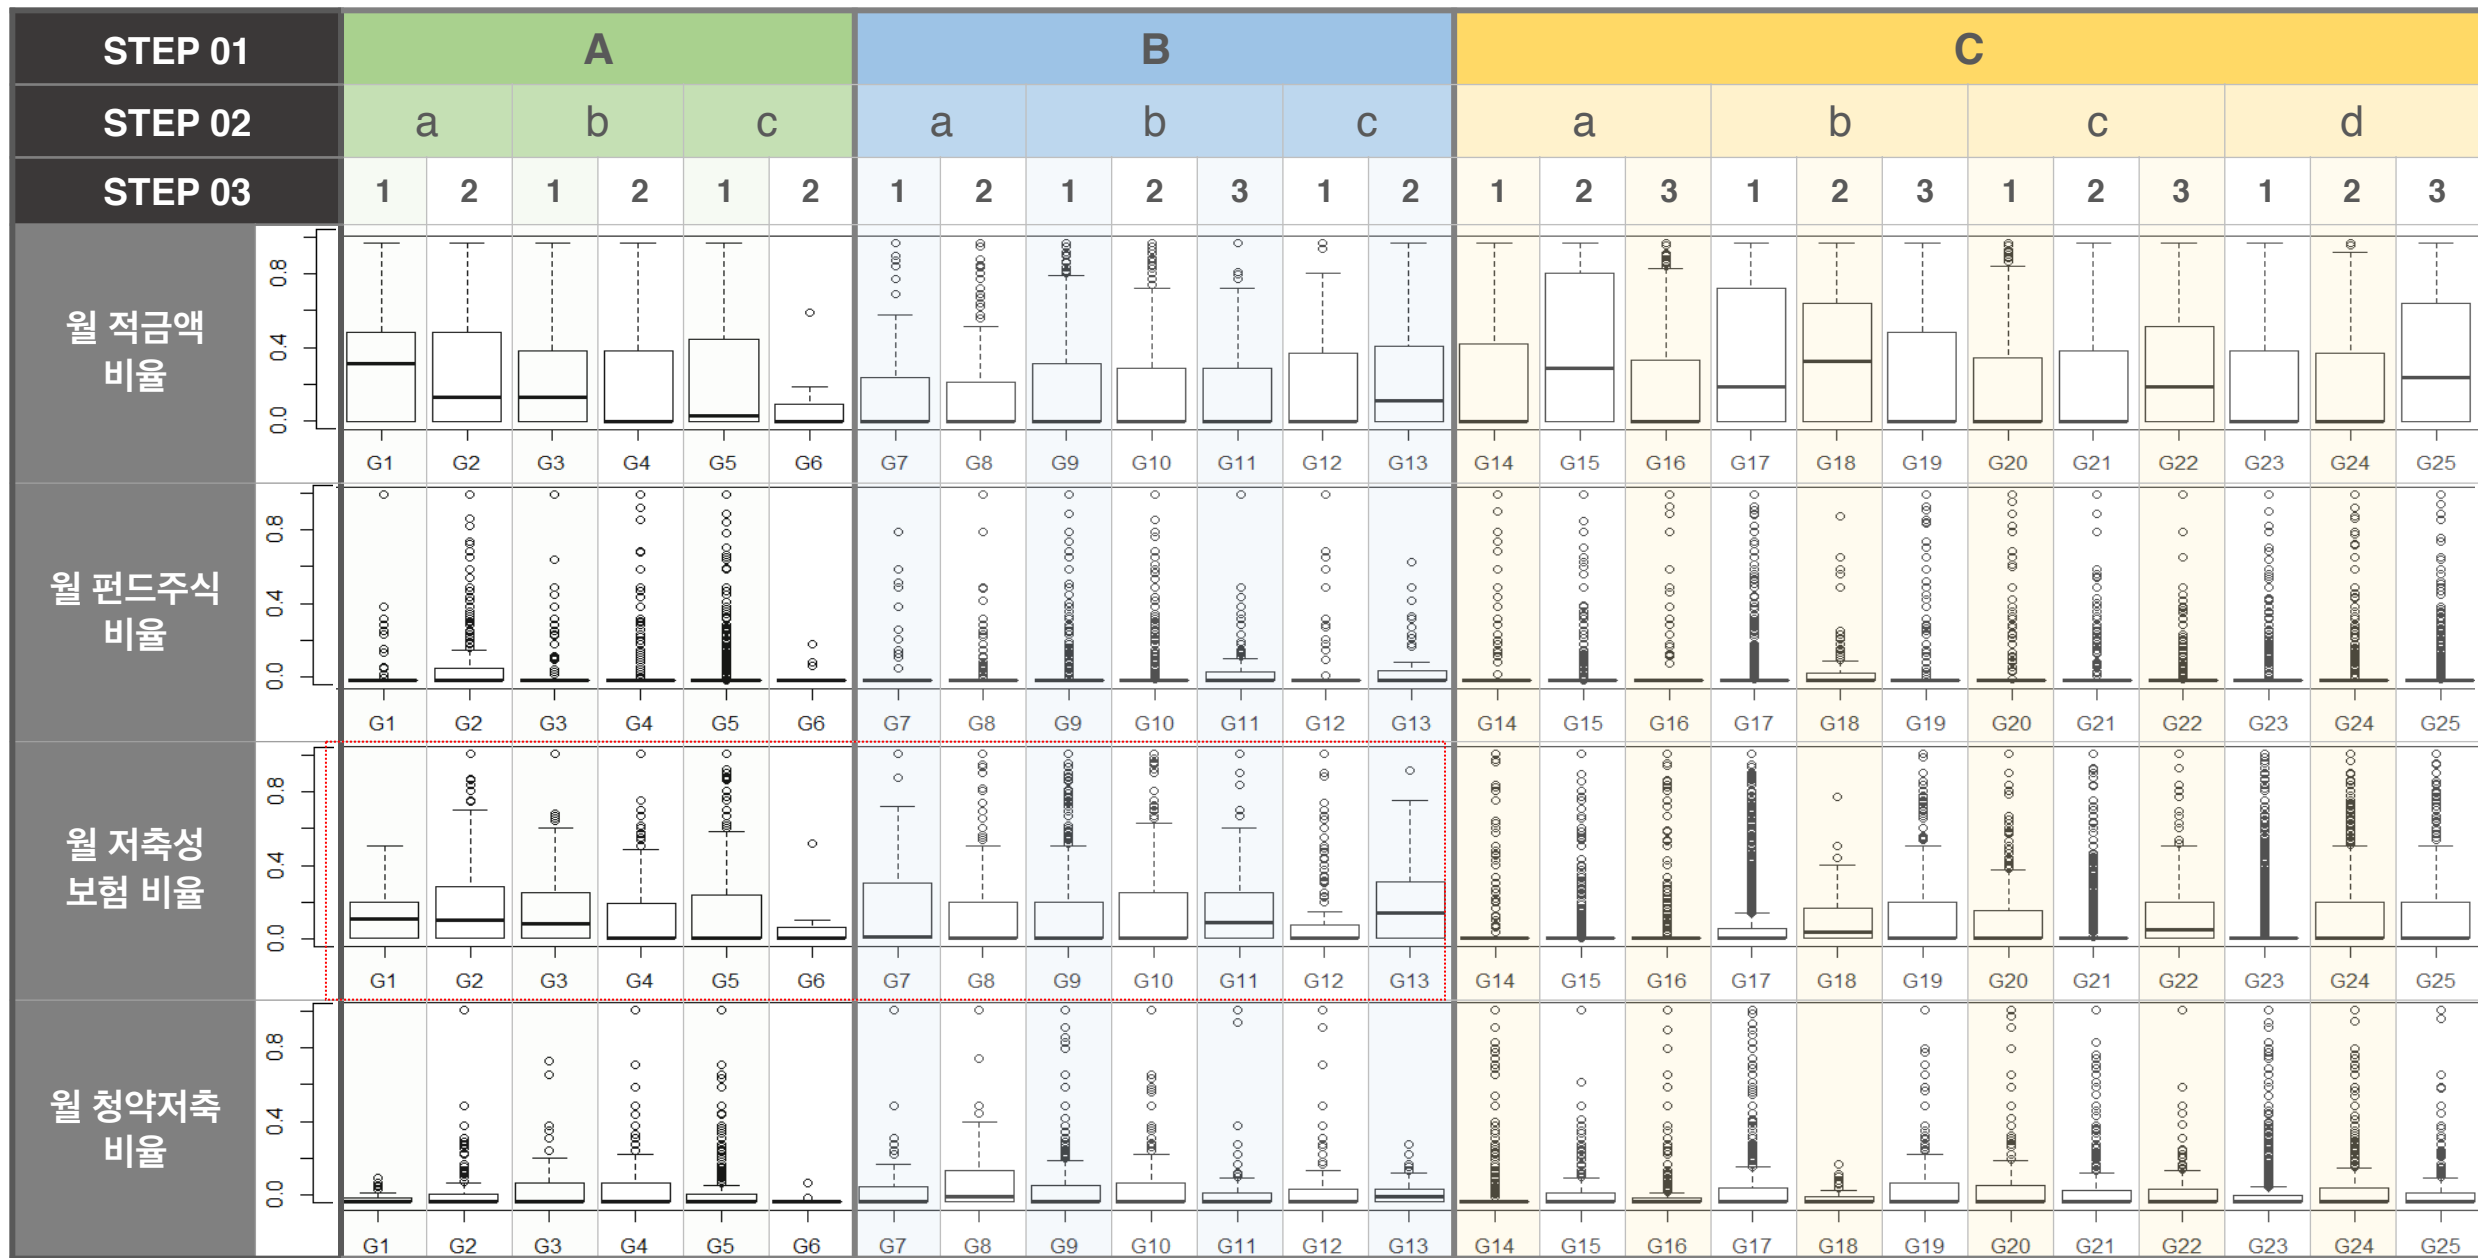 STEP 01 A B C
STEP 02 a b c a b c a b c d
STEP 03 1 2 1 2 1 2 1 2 1 2 3 1 2 1 2 3 1 2 3 1 2 3 1 2 3
월 적금액
비율
0.8
0.4
0.0
G1 G2 G3 G4 G5 G6 G7 G8 G9 G10 G11 G12 G13 G14 G15 G16 G17 G18 G19 G20 G21 G22 G23 G24 G25
월 펀드주식
비율
0.8
0.4
0.0
G1 G2 G3 G4 G5 G6 G7 G8 G9 G10 G11 G12 G13 G14 G15 G16 G17 G18 G19 G20 G21 G22 G23 G24 G25
월 저축성
보험 비율
0.8
0.4
0.0
G1 G2 G3 G4 G5 G6 G7 G8 G9 G10 G11 G12 G13 G14 G15 G16 G17 G18 G19 G20 G21 G22 G23 G24 G25
월 청약저축
비율
0.8
0.4
0.0
G1 G2 G3 G4 G5 G6 G7 G8 G9 G10 G11 G12 G13 G14 G15 G16 G17 G18 G19 G20 G21 G22 G23 G24 G25